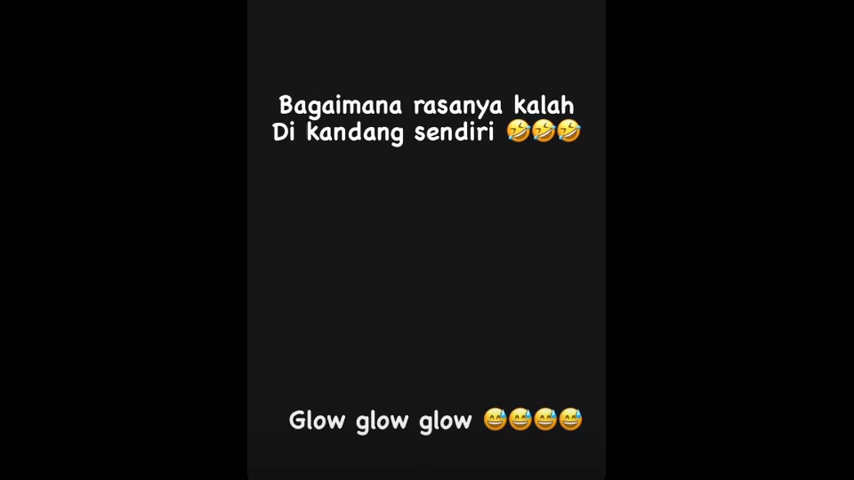 Bagaimana rasanya kalah
Di kandang sendiri 🤣🤣🤣
Glow glow glow 😅😅😅😅